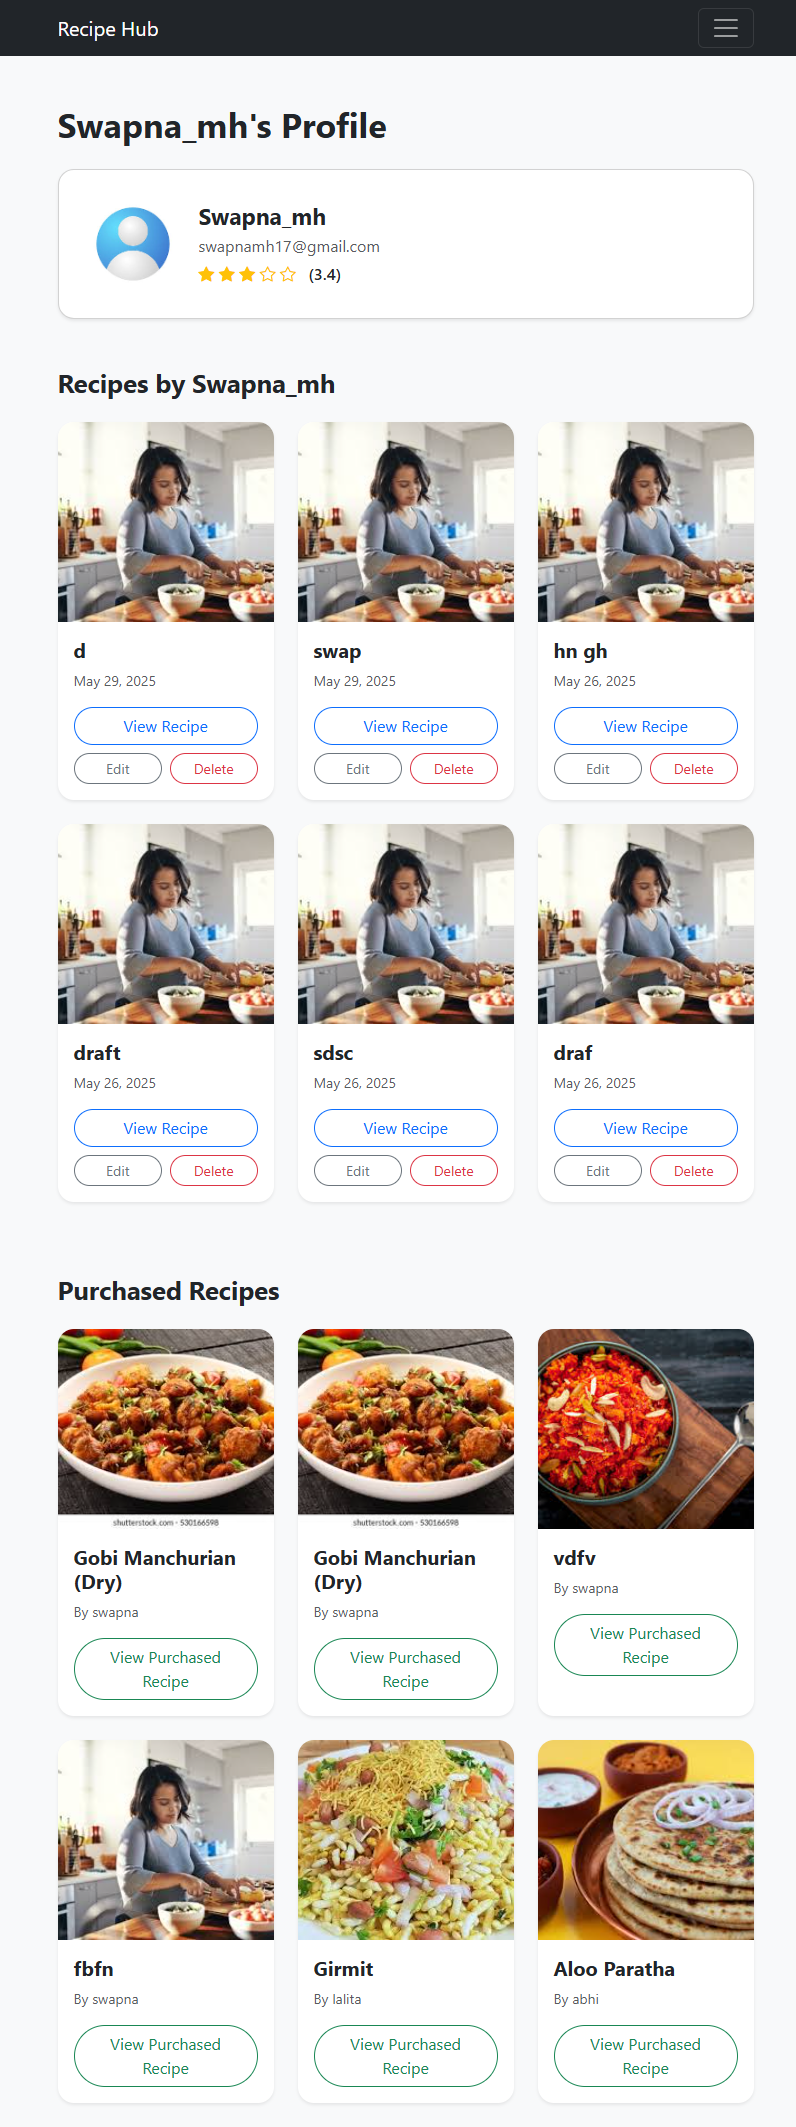 Recipe Hub
Swapna_mh's Profile
Swapna_mh
swapnamh17@gmail.com
(3.4)
Recipes by Swapna_mh
d
May 29, 2025
View Recipe
Edit Delete
swap
May 29, 2025
View Recipe
Edit Delete
hn gh
May 26, 2025
View Recipe
Edit Delete
draft
May 26, 2025
View Recipe
Edit Delete
sdsc
May 26, 2025
View Recipe
Edit Delete
draf
May 26, 2025
View Recipe
Edit Delete
Purchased Recipes
shutterstock.com · 530166598
Gobi Manchurian
(Dry)
By swapna
View Purchased
Recipe
shutterstock.com · 530166598
Gobi Manchurian
(Dry)
By swapna
View Purchased
Recipe
vdfv
By swapna
View Purchased
Recipe
fbfn
By swapna
View Purchased
Recipe
Girmit
By lalita
View Purchased
Recipe
Aloo Paratha
By abhi
View Purchased
Recipe